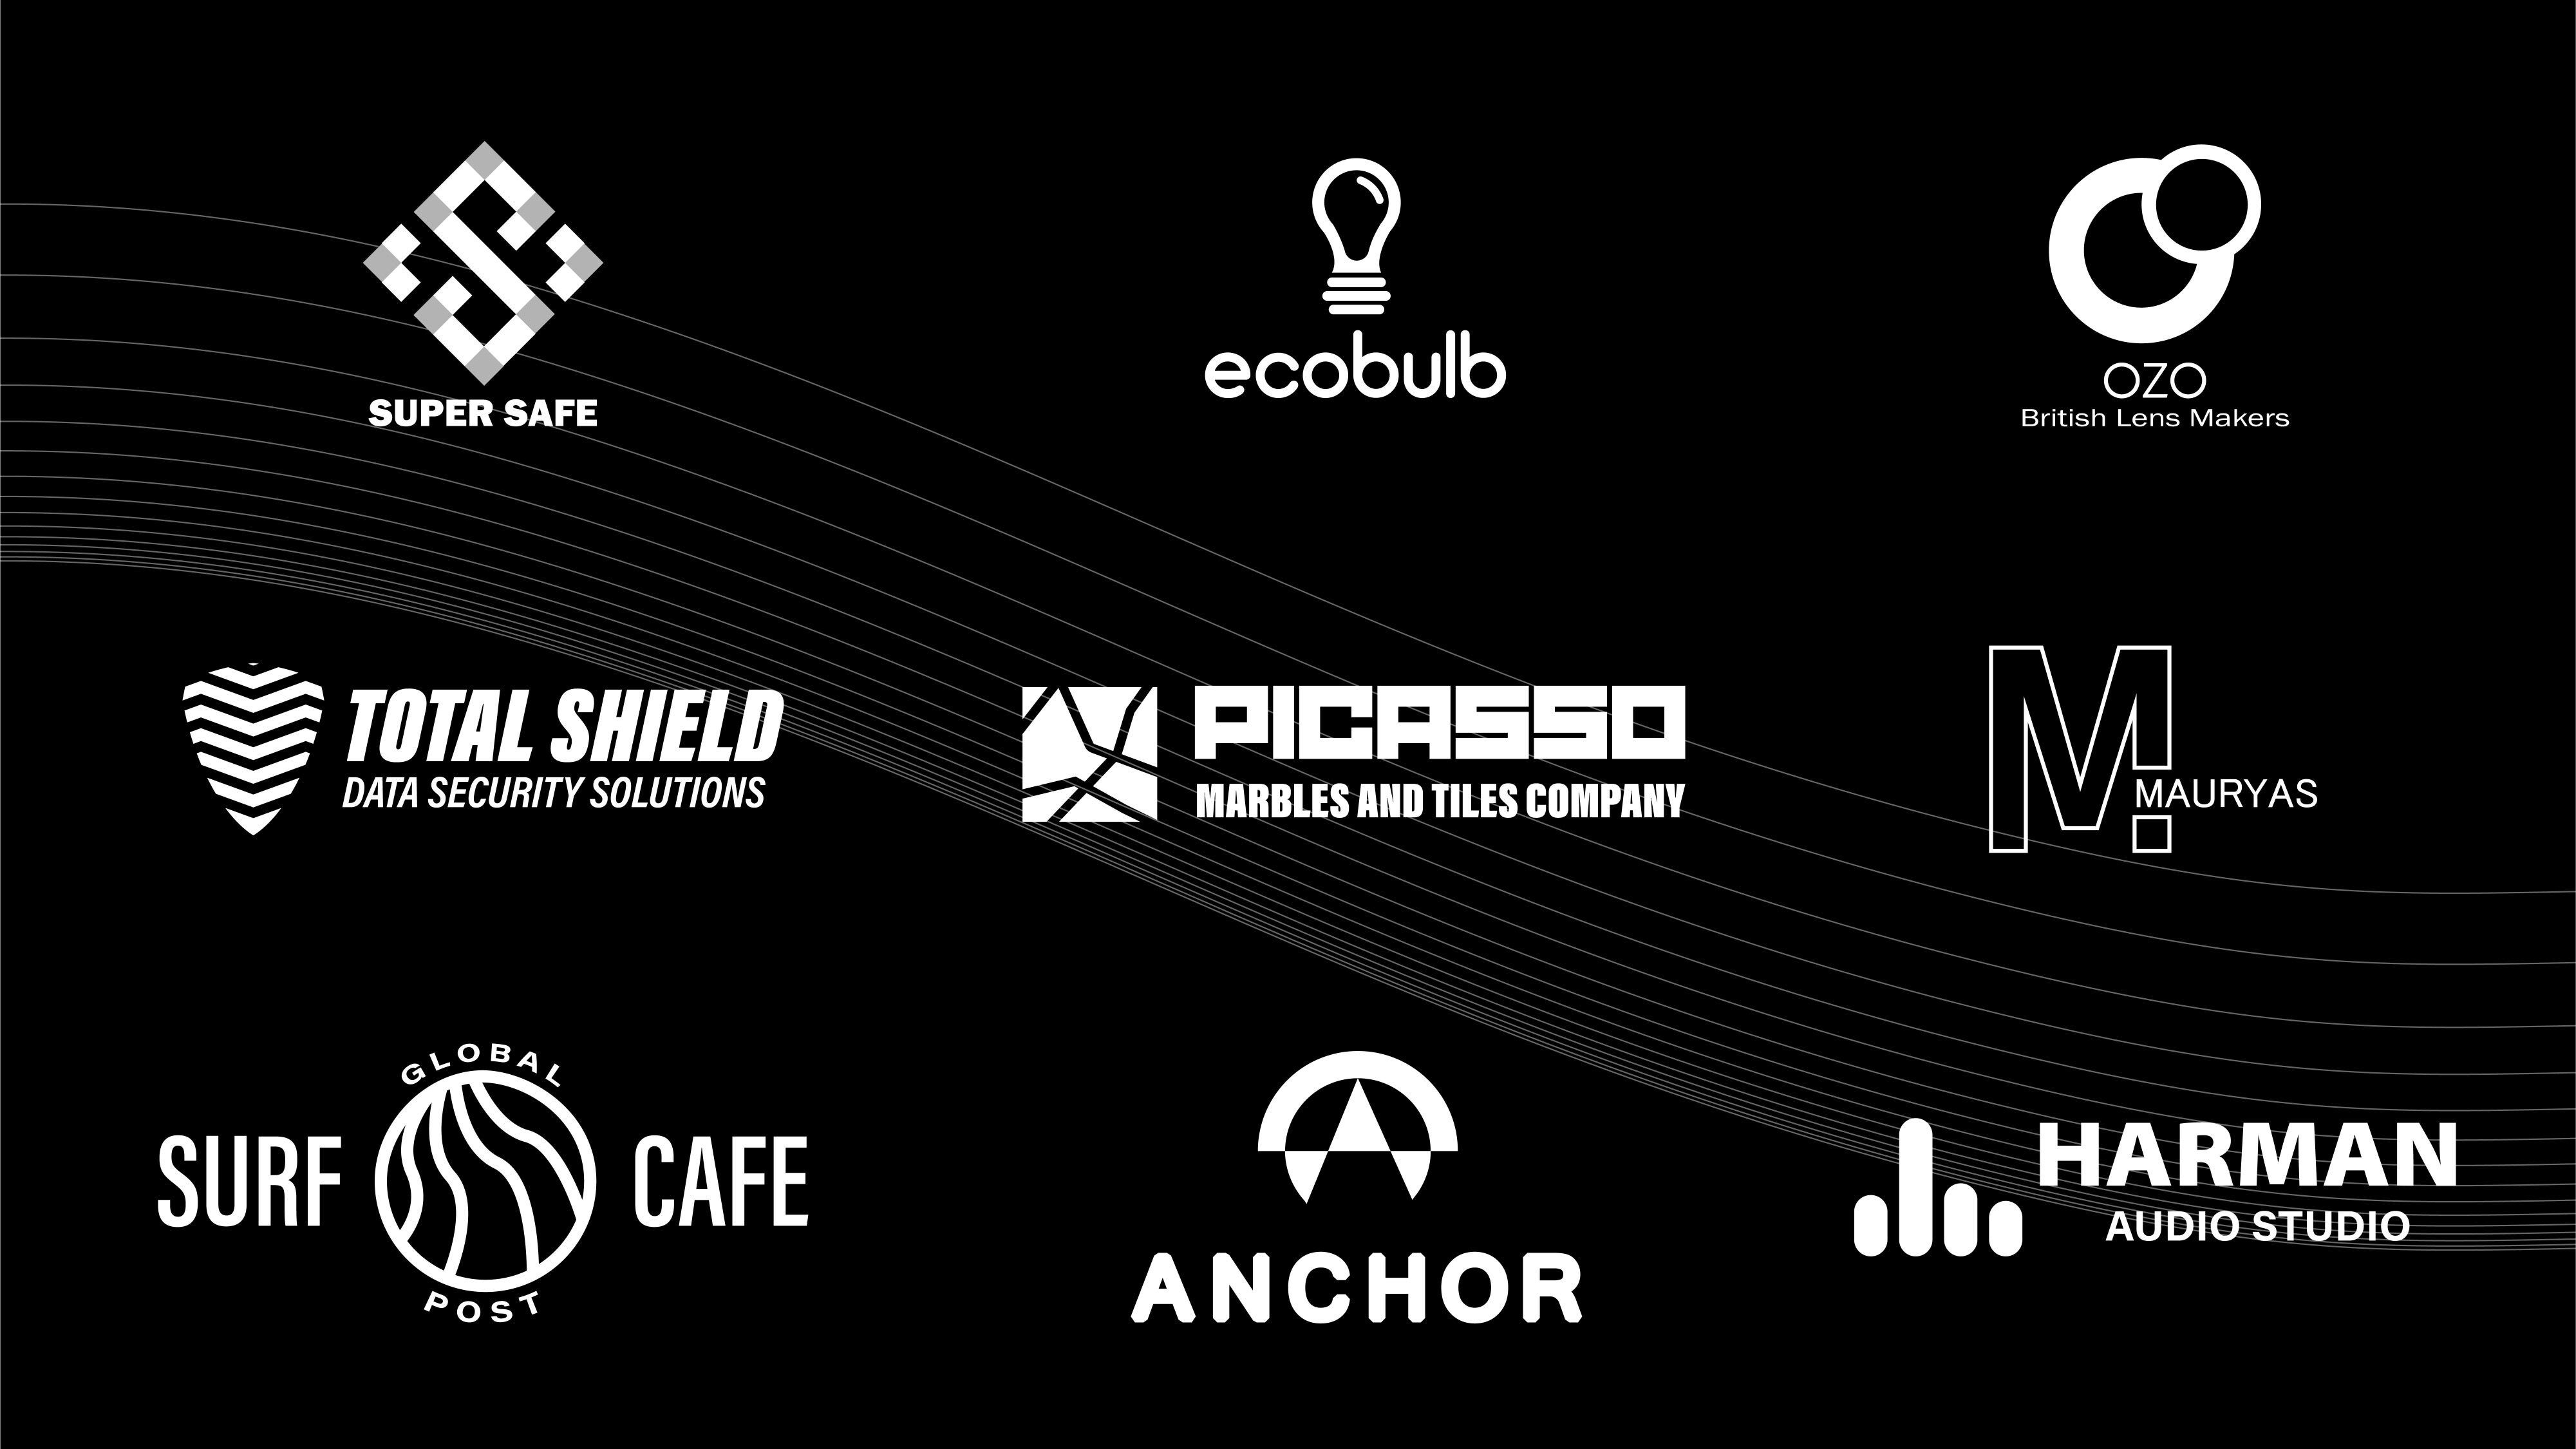 SUPER SAFE
ecobulb
OZO
British Lens Makers
TOTAL SHIELD
DATA SECURITY SOLUTIONS
PICASSO
MARBLES AND TILES COMPANY
M
MAURYAS
GLOBAL
SURF CAFE
POST
ANCHOR
HARMAN
AUDIO STUDIO